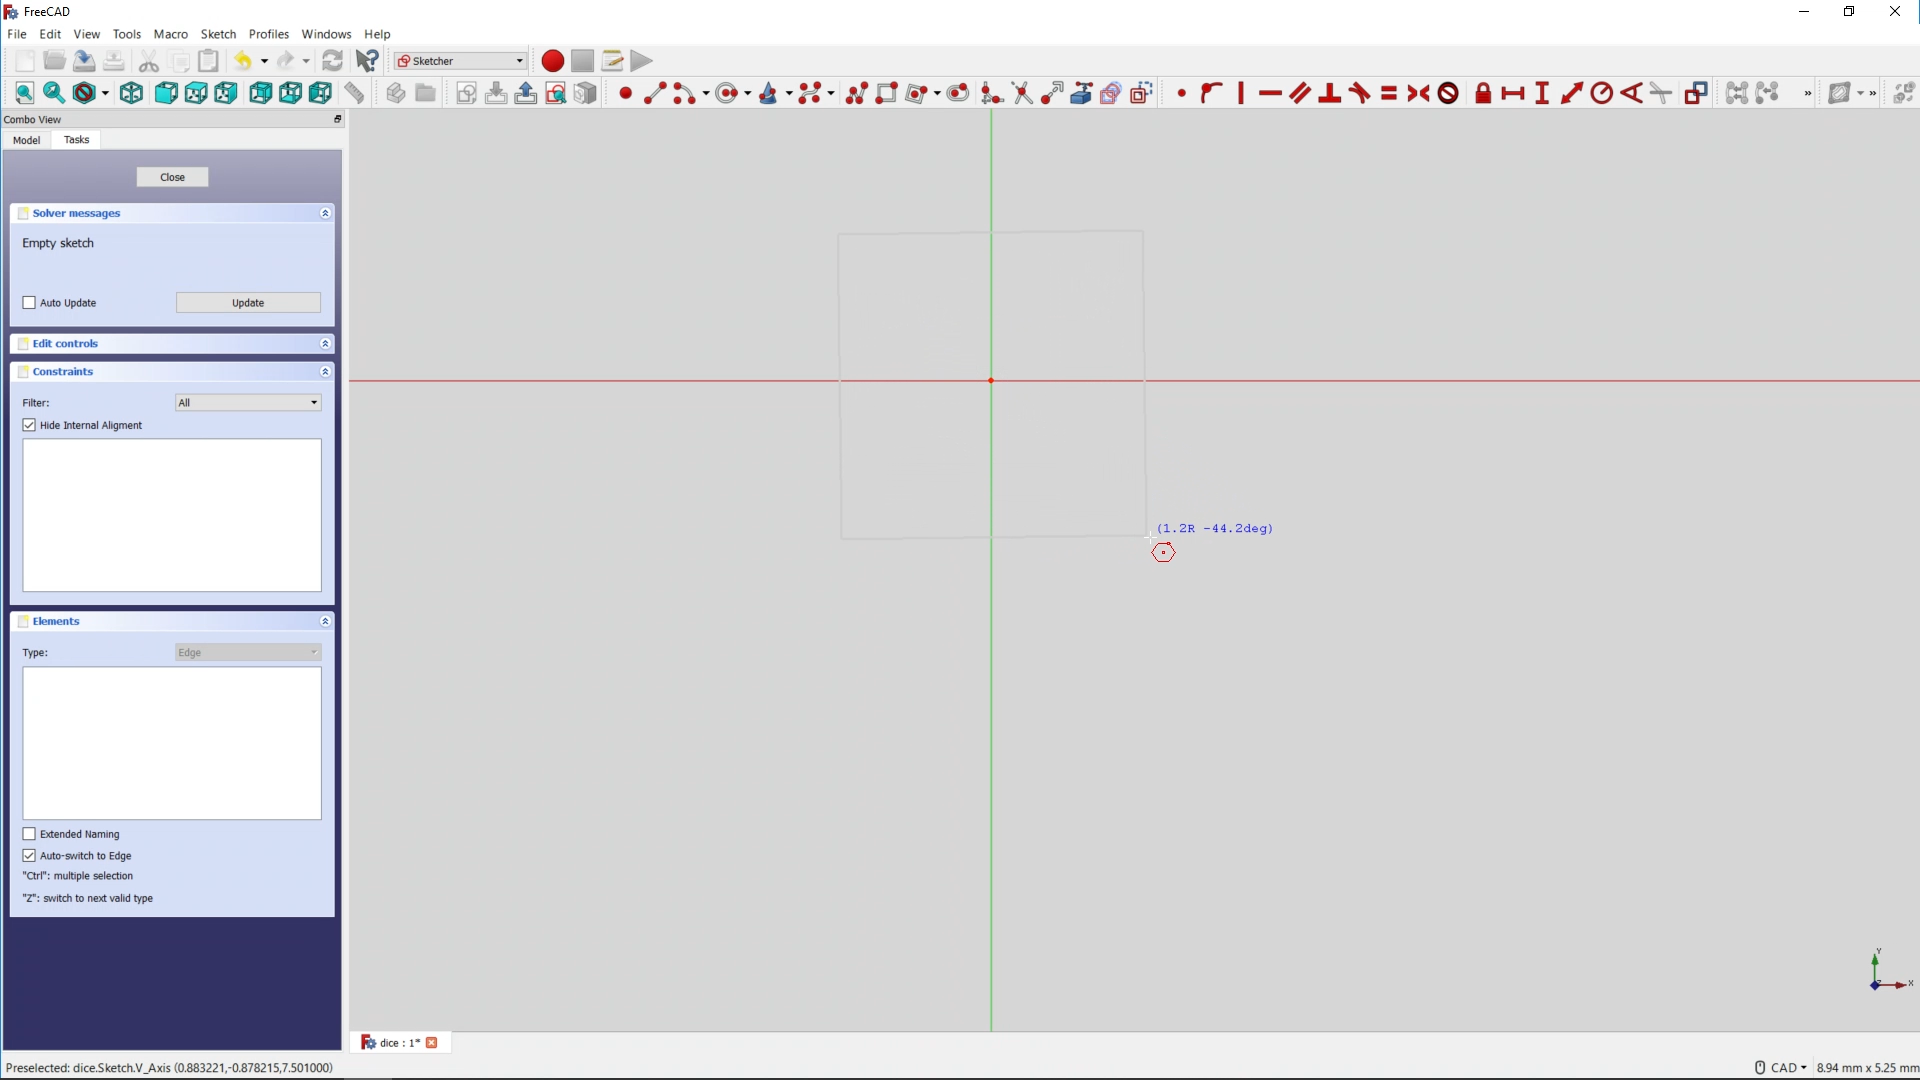 FreeCAD
File Edit View Tools Macro Sketch Profiles Windows Help
Sketcher
Combo View
Model Tasks
Close
Solver messages
Empty sketch
Auto Update Update
Edit controls
Constraints
Filter: All
Hide Internal Aligment
(1.2R -44.2deg)
Elements
Type: Edge
Extended Naming
Auto-switch to Edge
"Ctrl": multiple selection
"Z": switch to next valid type
Y
X
Z
dice : 1*
Preselected: dice.Sketch.V_Axis (0.883221,-0.878215,7.501000)
CAD 8.94 mm x 5.25 mm